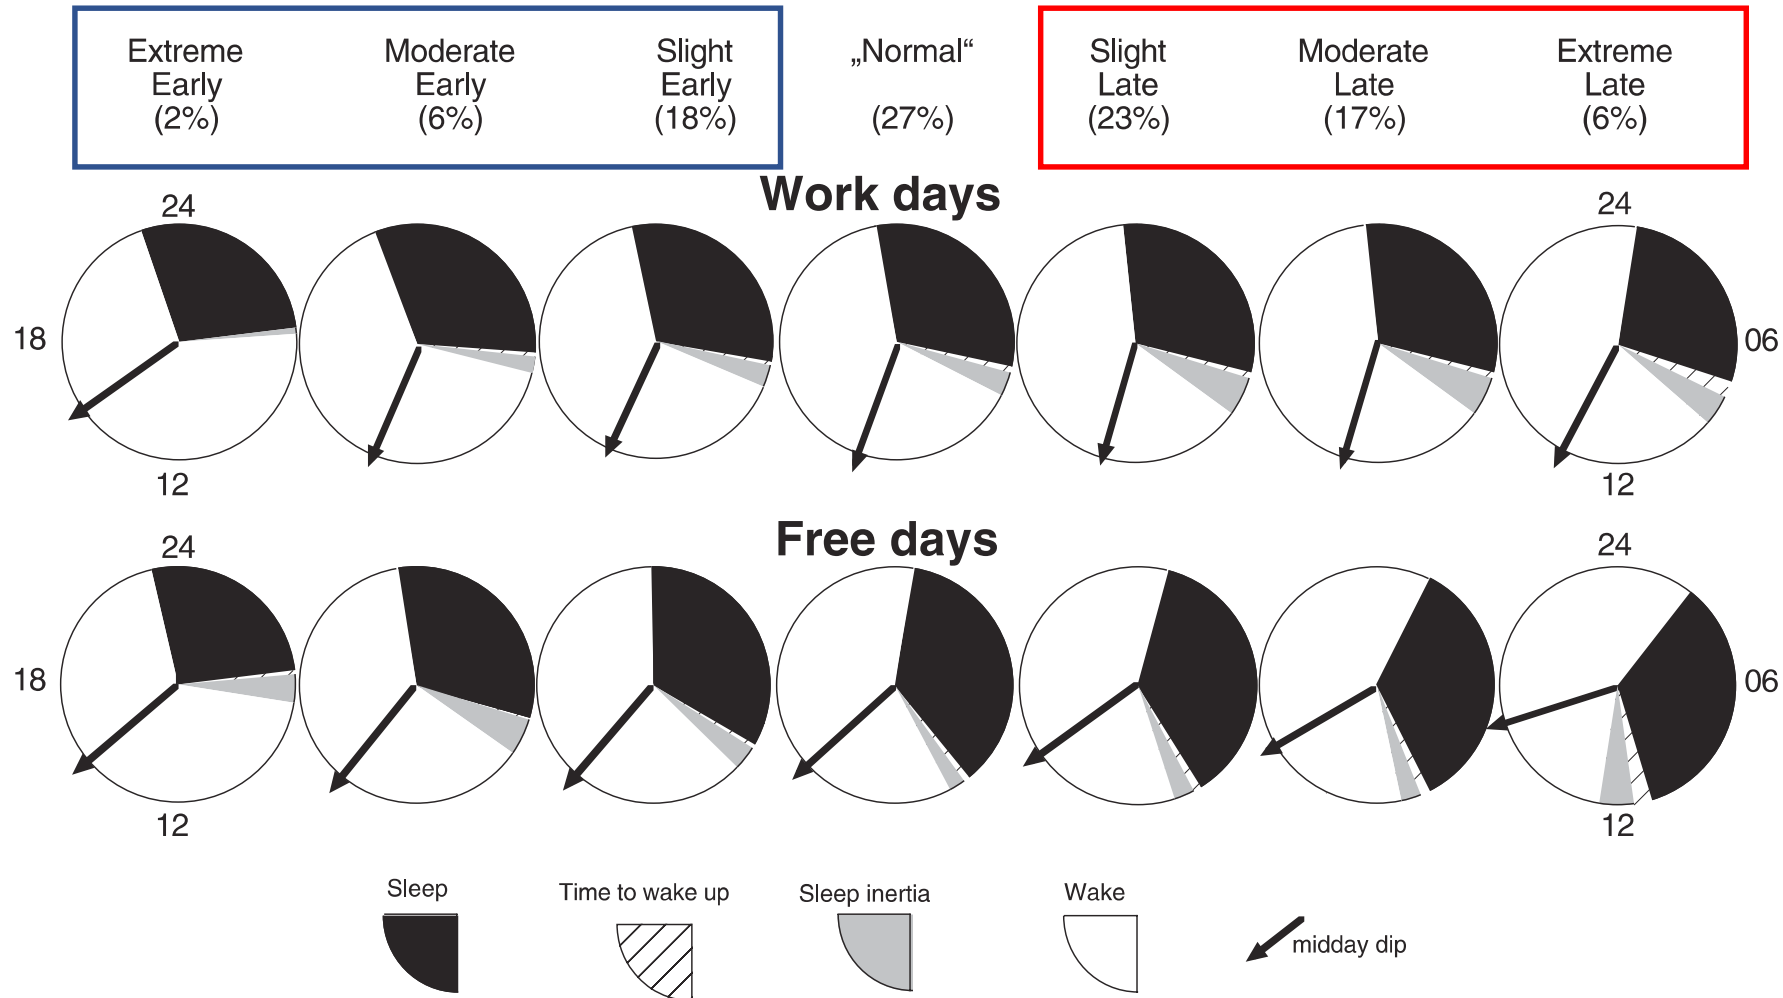 Extreme
Early
(2%)
Moderate
Early
(6%)
Slight
Early
(18%)
„Normal“
(27%)
Slight
Late
(23%)
Moderate
Late
(17%)
Extreme
Late
(6%)
Work days
24
24
18
06
12
12
Free days
24
24
18
06
12
12
Sleep
Time to wake up
Sleep inertia
Wake
midday dip